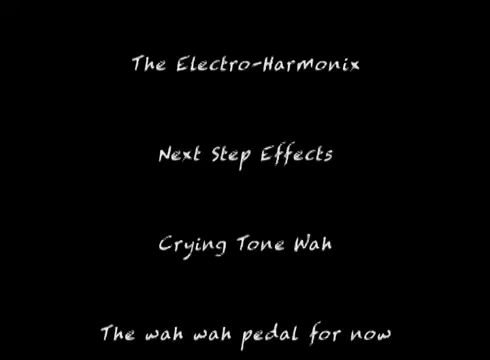 The Electro-Harmonix
Next Step Effects
Crying Tone Wah
The wah wah pedal for now